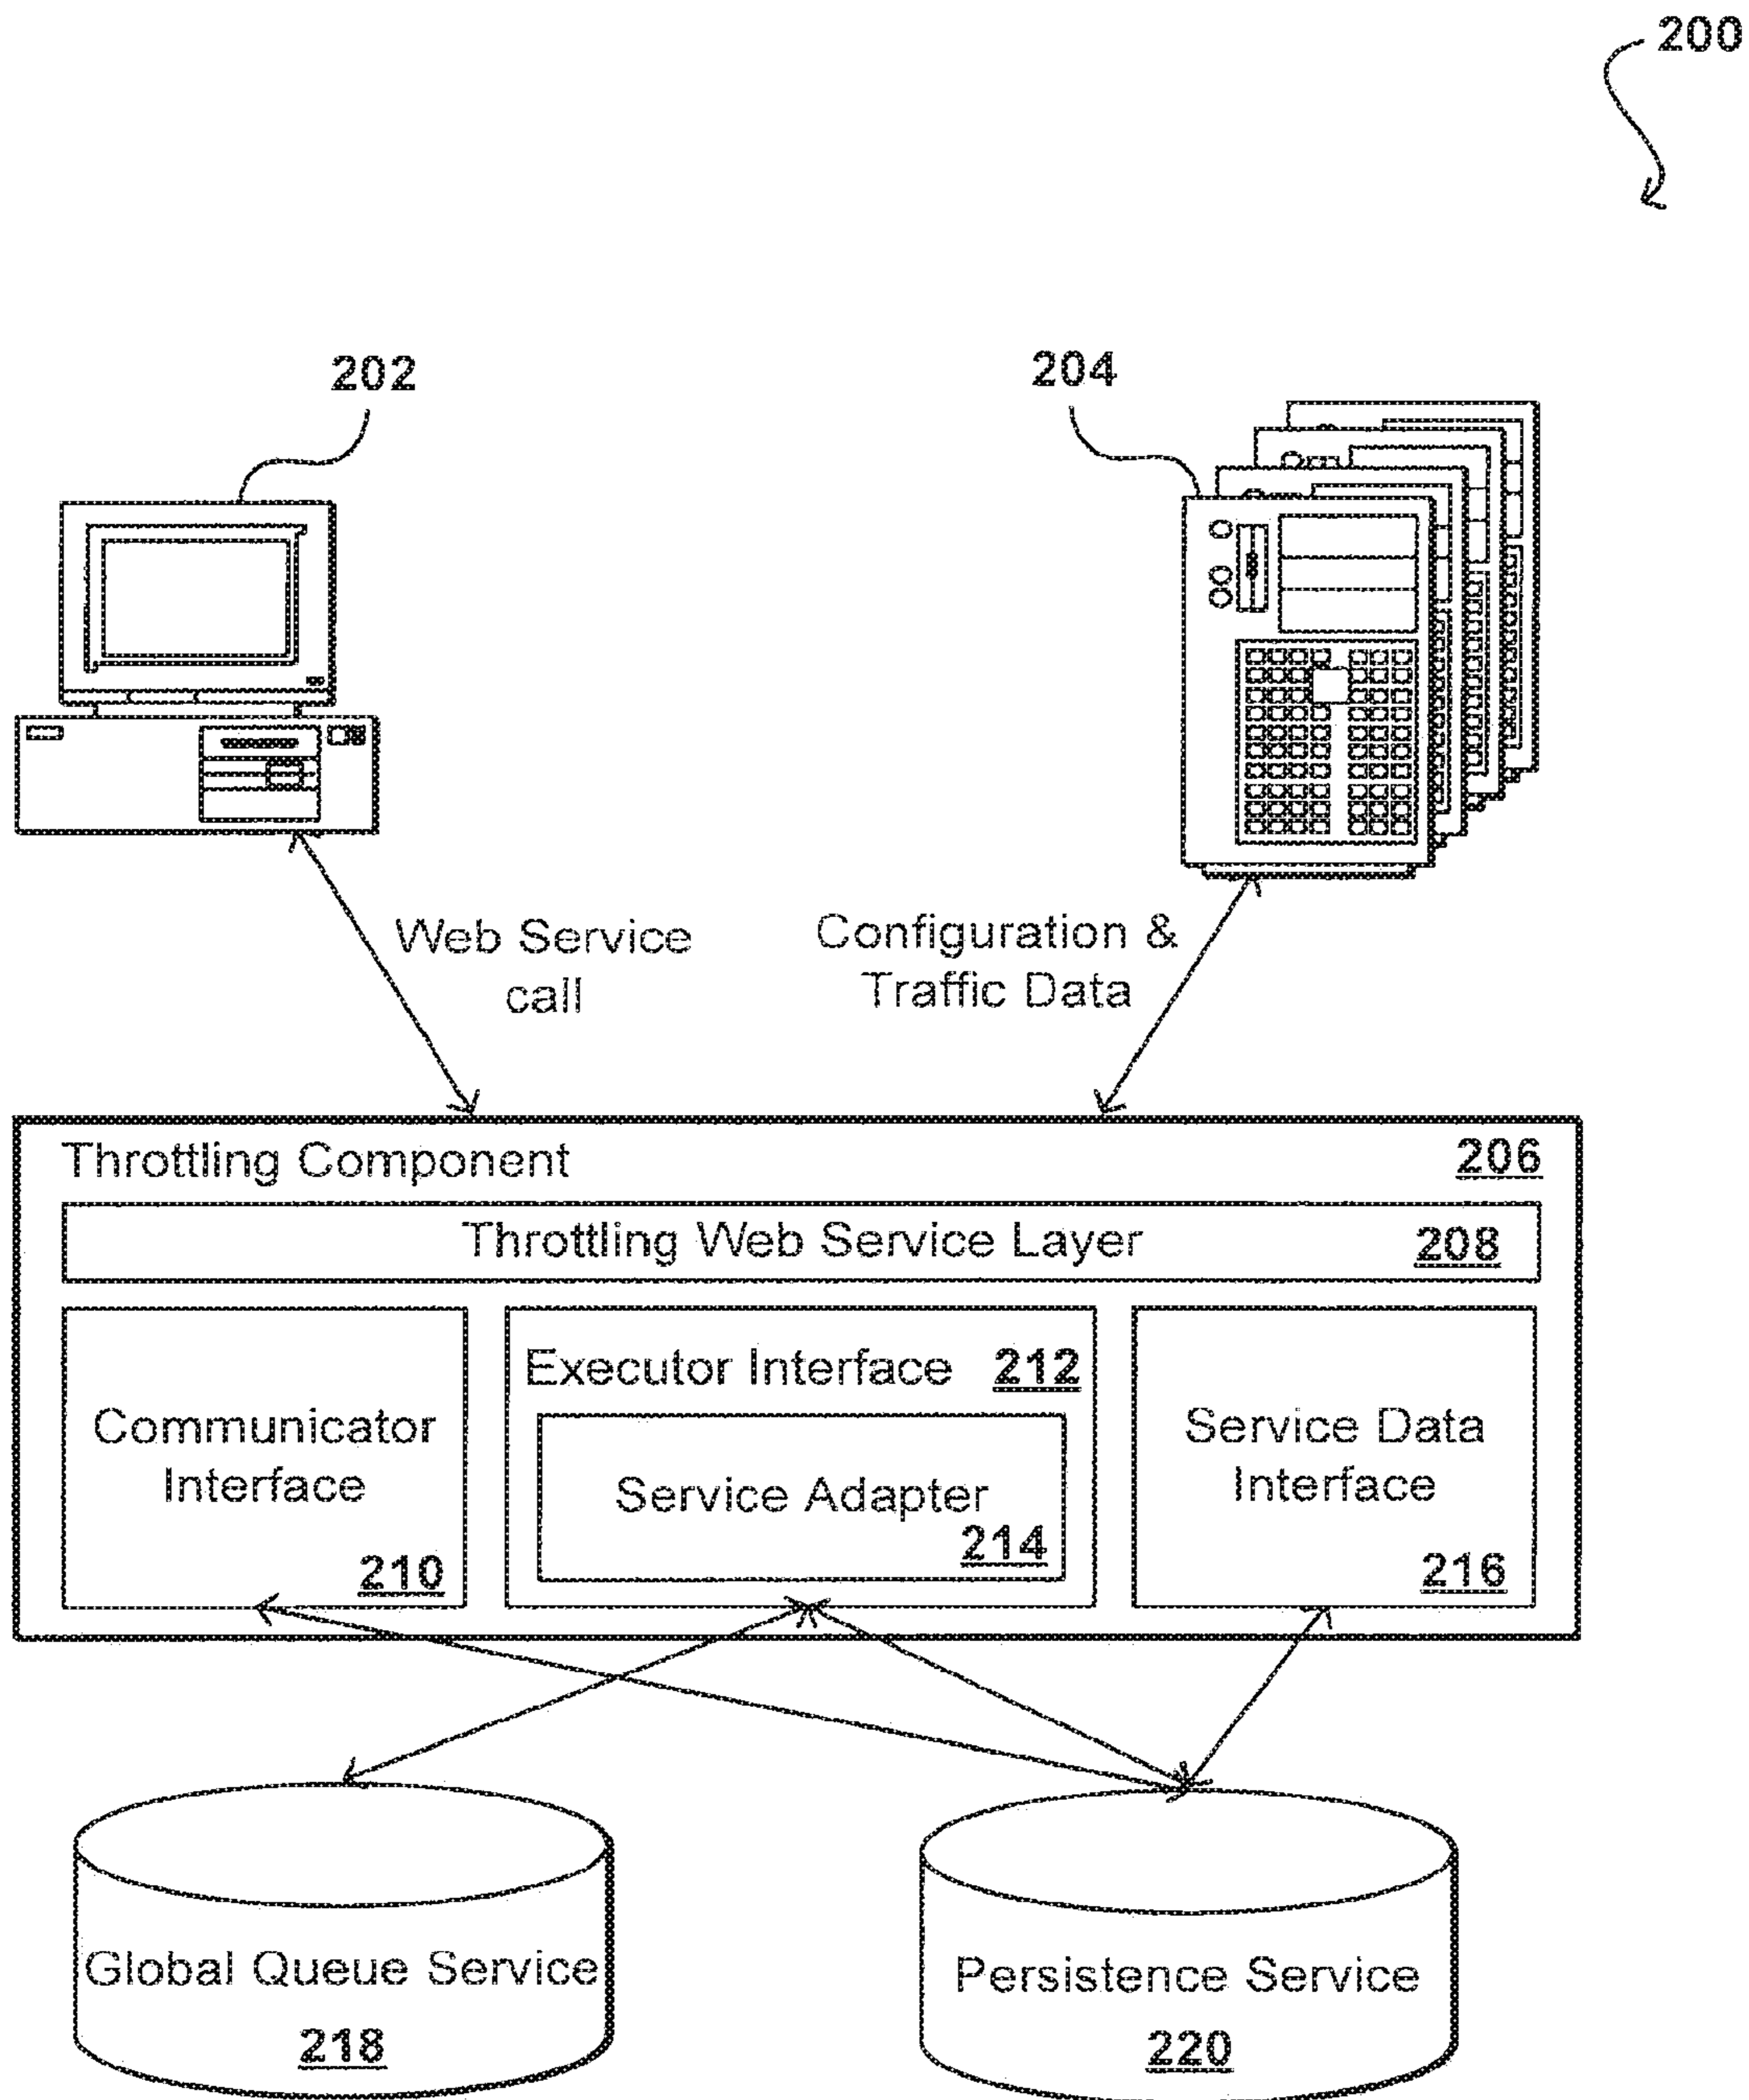 200
202
204
Web Service
call
Configuration &
Traffic Data
Throttling Component 206
Throttling Web Service Layer 208
Communicator
Interface
210
Executor Interface 212
Service Adapter
214
Service Data
Interface
216
Global Queue Service
218
Persistence Service
220